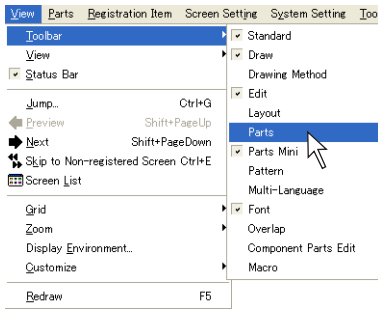 View Parts Registration Item Screen Setting System Setting Too
Toolbar
View
Status Bar
Jump... Ctrl+G
Preview Shift+PageUp
Next Shift+PageDown
Skip to Non-registered Screen Ctrl+E
Screen List
Grid
Zoom
Display Environment...
Customize
Redraw F5
Standard
Draw
Drawing Method
Edit
Layout
Parts
Parts Mini
Pattern
Multi-Language
Font
Overlap
Component Parts Edit
Macro